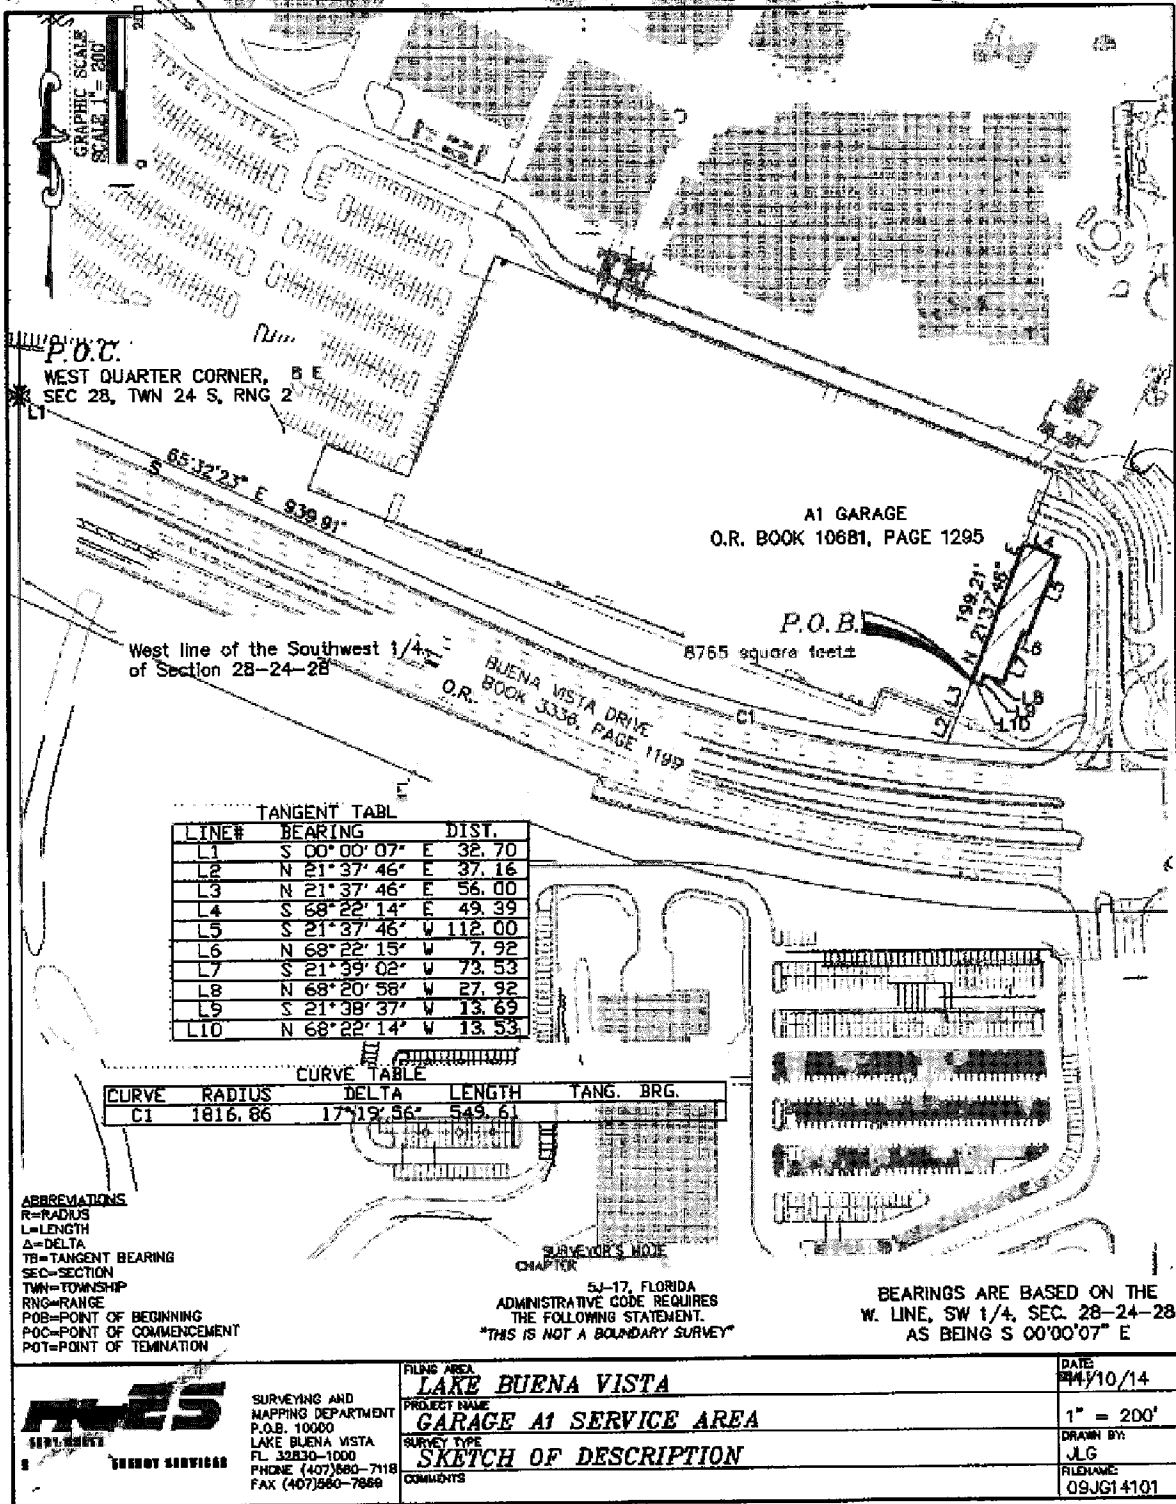 GRAPHIC SCALE
SCALE 1" = 200'
0
200
P.O.C.
WEST QUARTER CORNER,
SEC 28, TWN 24 S, RNG 2
B E
L1
S 65°32'23" E 939.91'
A1 GARAGE
O.R. BOOK 10681, PAGE 1295
N 21°37'46" E
199.21'
L4
L5
L6
L7
L8
L9
L10
L3
L2
P.O.B.
8765 square feet±
C1
West line of the Southwest 1/4
of Section 28-24-28
BUENA VISTA DRIVE
O.R. BOOK 3336, PAGE 1199
TANGENT TABL
LINE# BEARING DIST.
L1 S 00°00'07" E 32.70
L2 N 21°37'46" E 37.16
L3 N 21°37'46" E 56.00
L4 S 68°22'14" E 49.39
L5 S 21°37'46" W 112.00
L6 N 68°22'15" W 7.92
L7 S 21°39'02" W 73.53
L8 N 68°20'58" W 27.92
L9 S 21°38'37" W 13.69
L10 N 68°22'14" W 13.53
CURVE TABLE
CURVE RADIUS DELTA LENGTH TANG. BRG.
C1 1816.86 17°19'56" 549.61
ABBREVIATIONS
R=RADIUS
L=LENGTH
Δ=DELTA
TB=TANGENT BEARING
SEC=SECTION
TWN=TOWNSHIP
RNG=RANGE
POB=POINT OF BEGINNING
POC=POINT OF COMMENCEMENT
POT=POINT OF TEMINATION
SURVEYOR'S NOTE
CHAPTER
5J-17, FLORIDA
ADMINISTRATIVE CODE REQUIRES
THE FOLLOWING STATEMENT.
"THIS IS NOT A BOUNDARY SURVEY"
BEARINGS ARE BASED ON THE
W. LINE, SW 1/4, SEC. 28-24-28
AS BEING S 00°00'07" E
ENERGY SERVICES
SURVEYING AND
MAPPING DEPARTMENT
P.O.B. 10000
LAKE BUENA VISTA
FL 32830-1000
PHONE (407)560-7118
FAX (407)560-7869
FILING AREA
LAKE BUENA VISTA
PROJECT NAME
GARAGE A1 SERVICE AREA
SURVEY TYPE
SKETCH OF DESCRIPTION
COMMENTS
DATE:
/10/14
1" = 200'
DRAWN BY:
JLG
FILENAME:
09JG14101